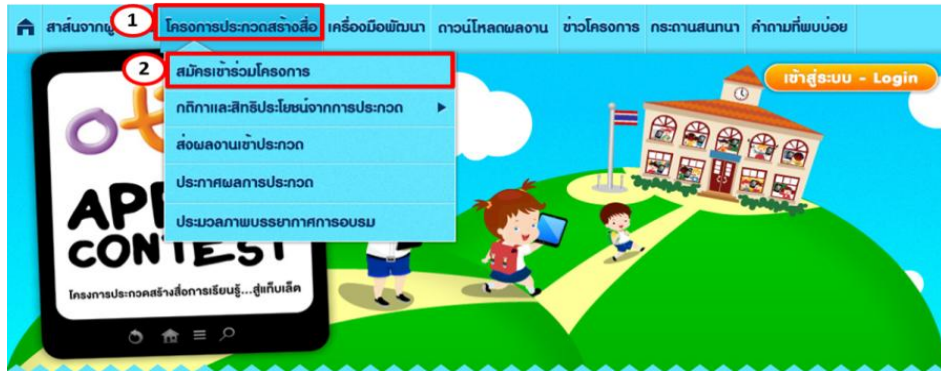 สาส์นจาก 1 โครงการประกวดสร้างสื่อ เครื่องมือพัฒนา ดาวน์โหลดผลงาน ข่าวโครงการ กระดานสนทนา คำถามที่พบบ่อย
2 สมัครเข้าร่วมโครงการ
เข้าสู่ระบบ - Login
กติกาและสิทธิประโยชน์จากการประกวด
ส่งผลงานเข้าประกวด
ประกาศผลการประกวด
ประมวลภาพบรรยากาศการอบรม
CONTEST
โครงการประกวดสร้างสื่อการเรียนรู้...สู่แท็บเล็ต